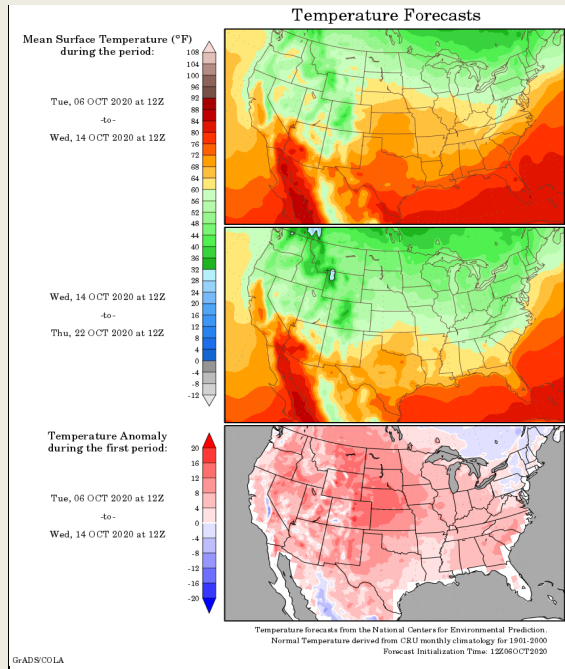 Temperature Forecasts
Mean Surface Temperature (°F)
during the period:
Tue, 06 OCT 2020 at 12Z
-to-
Wed, 14 OCT 2020 at 12Z
108
104
100
96
92
88
84
80
76
72
68
64
60
56
52
48
44
40
36
32
28
24
20
16
12
8
4
0
-4
-8
-12
Wed, 14 OCT 2020 at 12Z
-to-
Thu, 22 OCT 2020 at 12Z
Temperature Anomaly
during the first period:
Tue, 06 OCT 2020 at 12Z
-to-
Wed, 14 OCT 2020 at 12Z
20
16
12
8
4
0
-4
-8
-12
-16
-20
Temperature forecasts from the National Centers for Environmental Prediction.
Normal Temperature derived from CRU monthly climatology for 1901-2000
Forecast Initialization Time: 12Z06OCT2020
GrADS/COLA